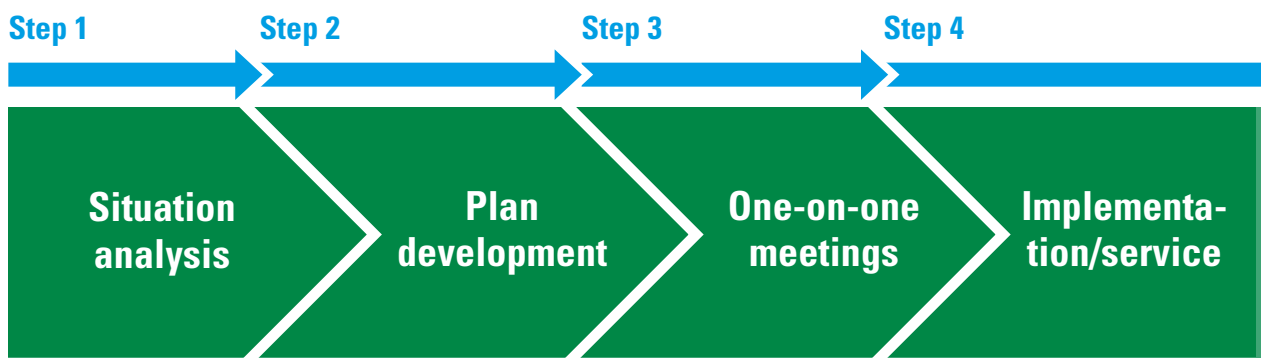 Step 1
Step 2
Step 3
Step 4
Situation
analysis
Plan
development
One-on-one
meetings
Implementa-
tion/service